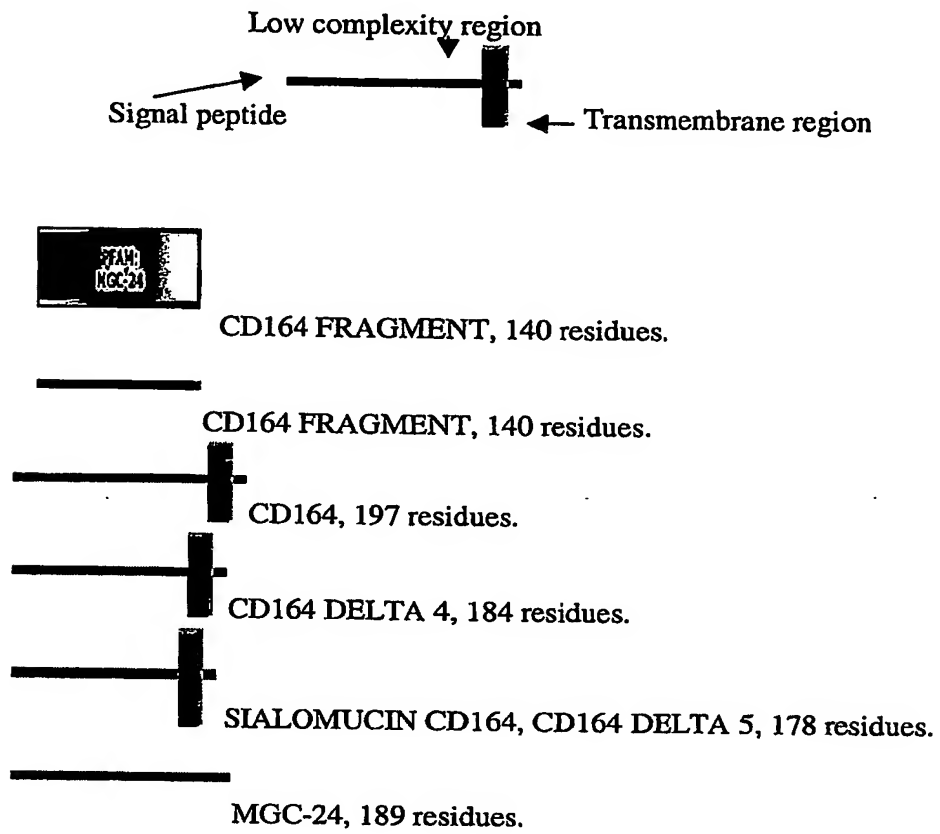 Low complexity region
Signal peptide
Transmembrane region
PFAM:
MGC-24
CD164 FRAGMENT, 140 residues.
CD164 FRAGMENT, 140 residues.
CD164, 197 residues.
CD164 DELTA 4, 184 residues.
SIALOMUCIN CD164, CD164 DELTA 5, 178 residues.
MGC-24, 189 residues.